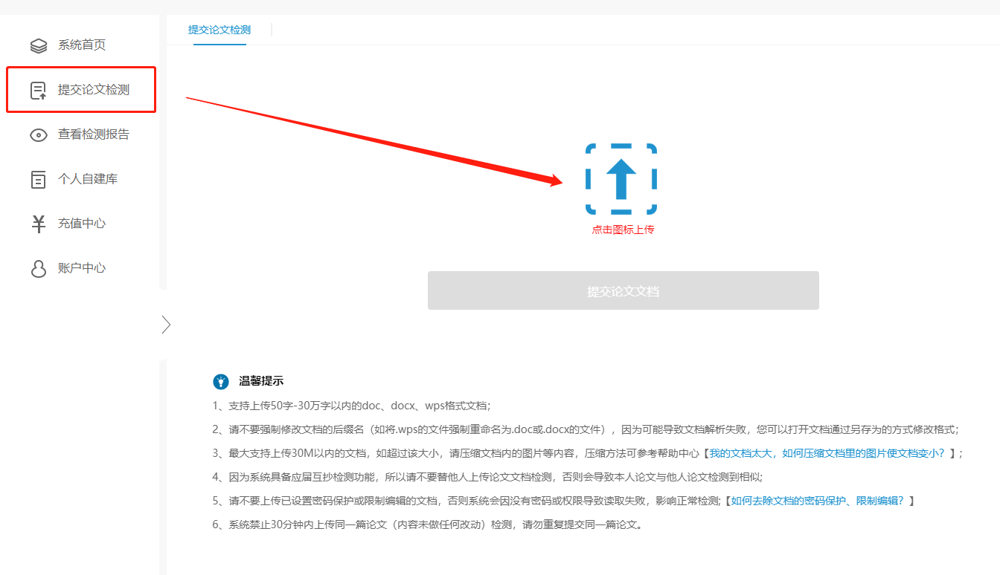 系统首页
提交论文检测
查看检测报告
个人自建库
充值中心
账户中心
提交论文检测
点击图标上传
提交论文文档
温馨提示
1、支持上传50字-30万字以内的doc、docx、wps格式文档；
2、请不要强制修改文档的后缀名（如将.wps的文件强制重命名为.doc或.docx的文件），因为可能导致文档解析失败，您可以打开文档通过另存为的方式修改格式；
3、最大支持上传30M以内的文档，如超过该大小，请压缩文档内的图片等内容，压缩方法可参考帮助中心【我的文档太大，如何压缩文档里的图片使文档变小？】；
4、因为系统具备应届互抄检测功能，所以请不要替他人上传论文文档检测，否则会导致本人论文与他人论文检测到相似;
5、请不要上传已设置密码保护或限制编辑的文档，否则系统会因没有密码或权限导致读取失败，影响正常检测;【如何去除文档的密码保护、限制编辑？】
6、系统禁止30分钟内上传同一篇论文（内容未做任何改动）检测，请勿重复提交同一篇论文。